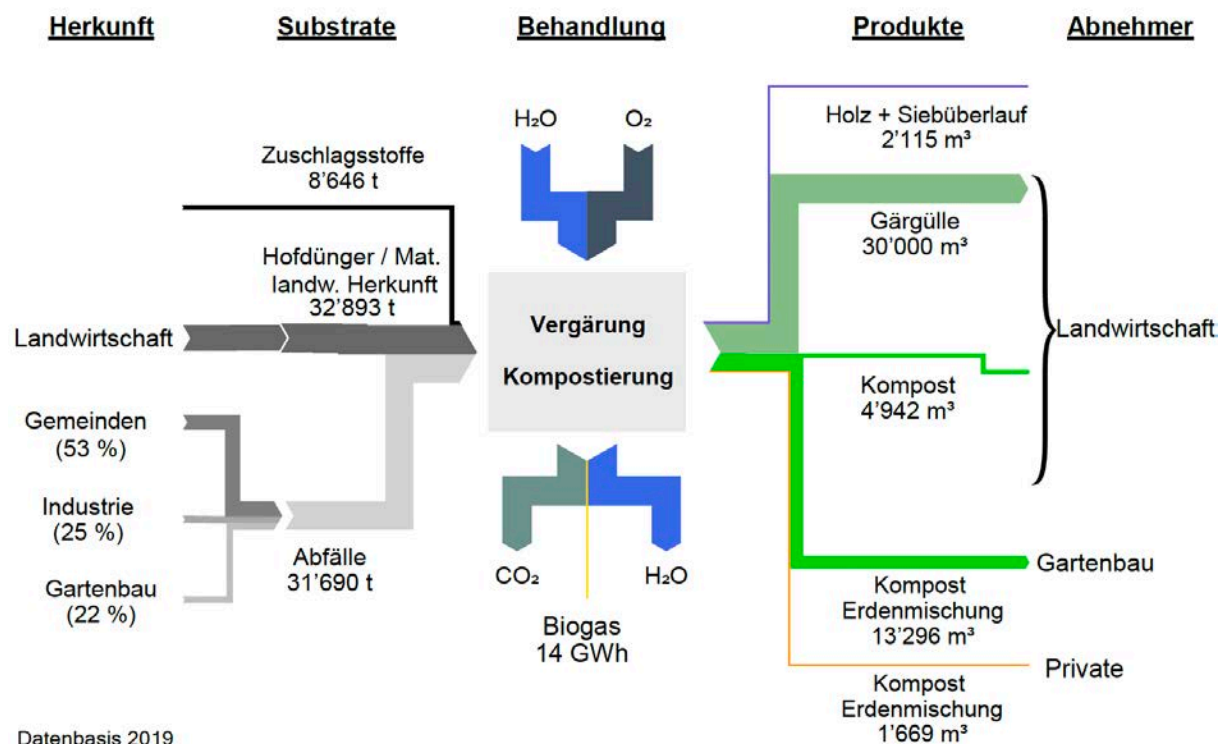 Herkunft
Substrate
Behandlung
Produkte
Abnehmer
H₂O
O₂
Zuschlagsstoffe
8’646 t
Hofdünger / Mat.
landw. Herkunft
32’893 t
Landwirtschaft
Gemeinden
(53 %)
Industrie
(25 %)
Gartenbau
(22 %)
Abfälle
31’690 t
Vergärung
Kompostierung
CO₂
H₂O
Biogas
14 GWh
Holz + Siebüberlauf
2’115 m³
Gärgülle
30’000 m³
Landwirtschaft
Kompost
4’942 m³
Gartenbau
Kompost
Erdenmischung
13’296 m³
Private
Kompost
Erdenmischung
1’669 m³
Datenbasis 2019